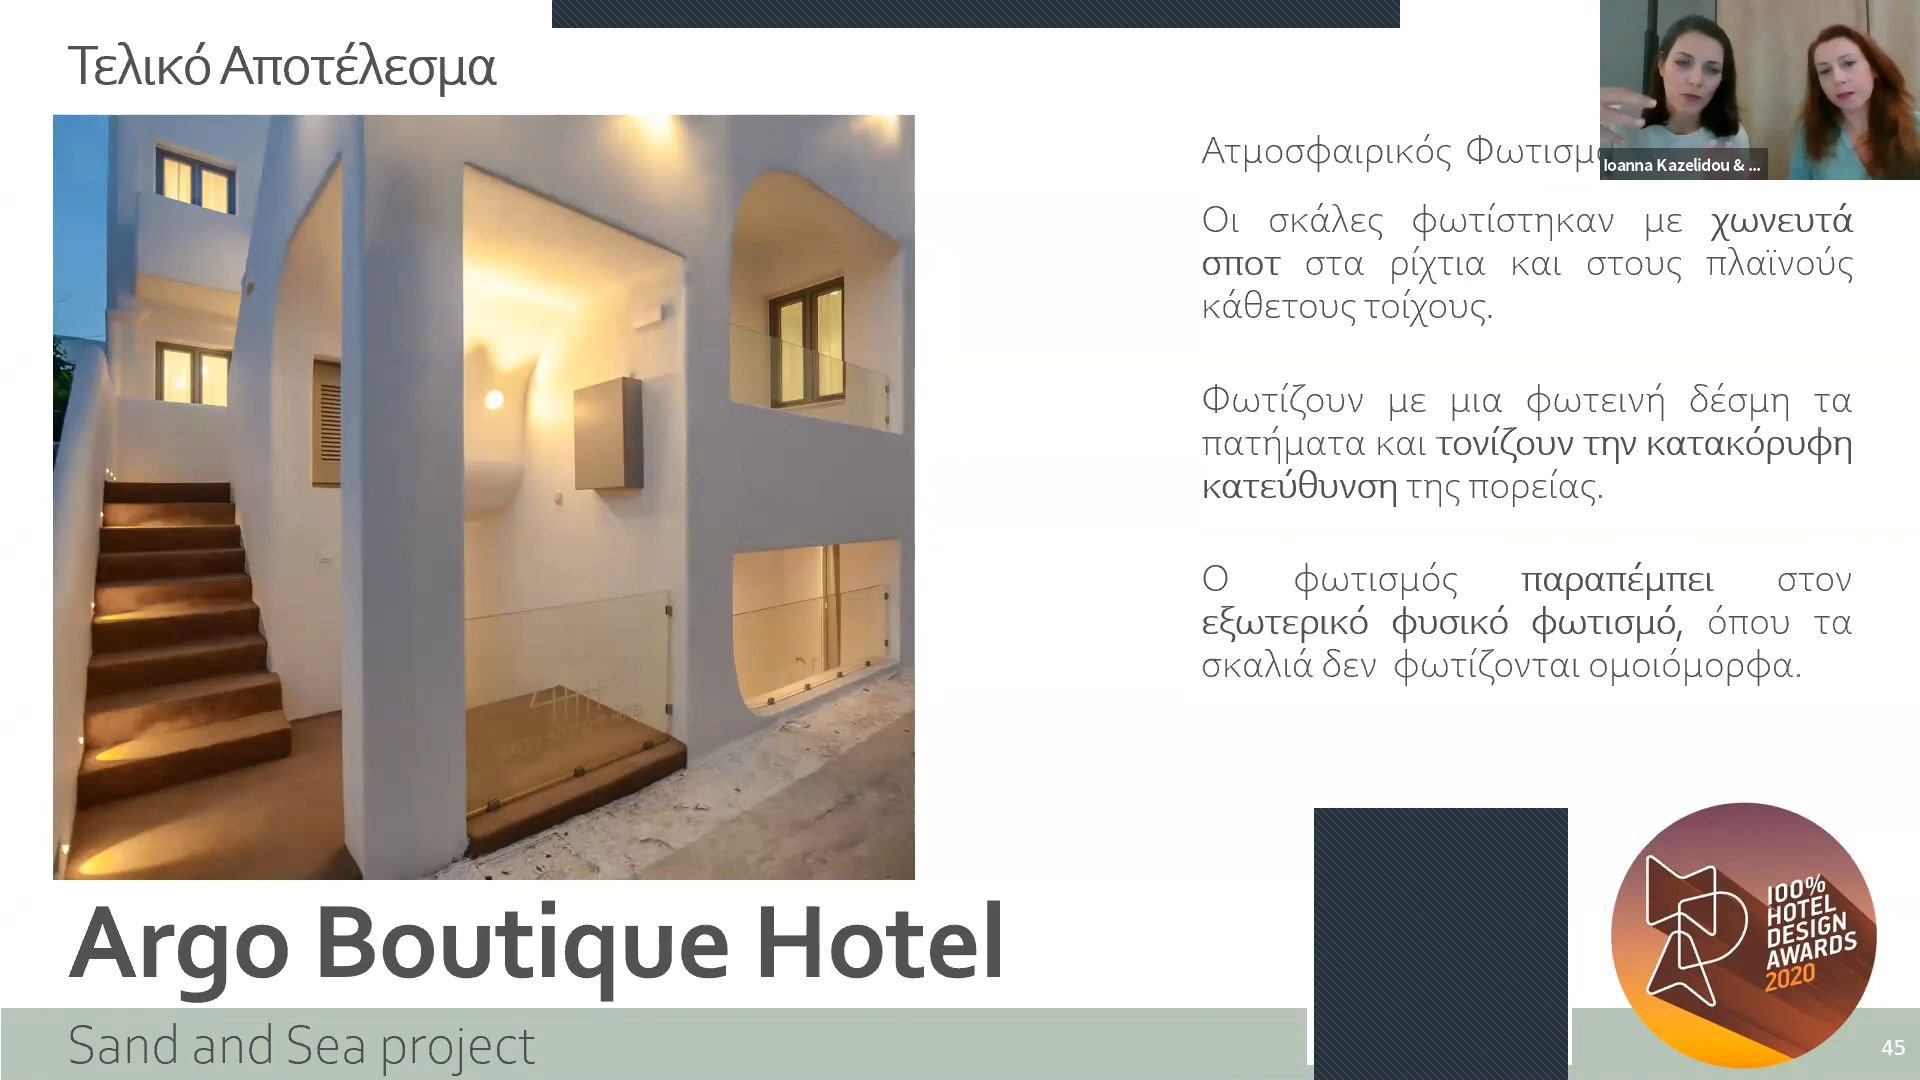 Τελικό Αποτέλεσμα
Ioanna Kazelidou & ...
Ατμοσφαιρικός
Οι σκάλες φωτίστηκαν με χωνευτά
σποτ στα ρίχτια και στους πλαϊνούς
κάθετους τοίχους.
Φωτίζουν με μια φωτεινή δέσμη τα
πατήματα και τονίζουν την κατακόρυφη
κατεύθυνση της πορείας.
Ο φωτισμός παραπέμπει στον
εξωτερικό φυσικό φωτισμό, όπου τα
σκαλιά δεν φωτίζονται ομοιόμορφα.
100%
HOTEL
DESIGN
AWARDS
2020
Argo Boutique Hotel
Sand and Sea project
45